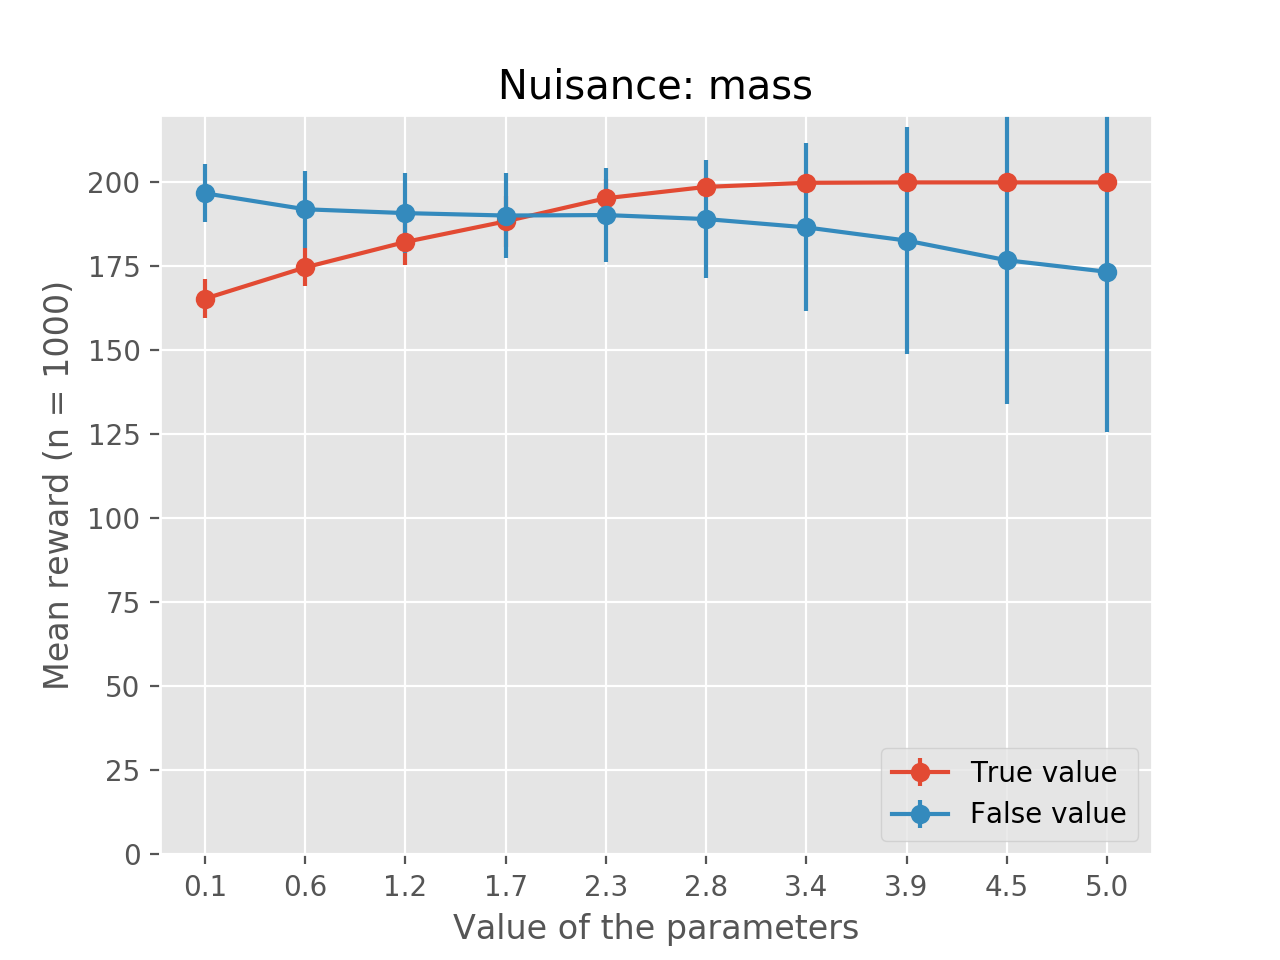 Nuisance: mass
Mean reward (n = 1000)
200
175
150
125
100
75
50
25
0
True value
False value
0.1 0.6 1.2 1.7 2.3 2.8 3.4 3.9 4.5 5.0
Value of the parameters